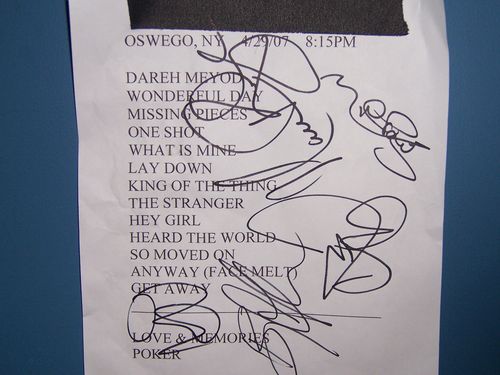 OSWEGO, NY 4/29/07 8:15PM
DAREH MEYOD
WONDERFUL DAY
MISSING PIECES
ONE SHOT
WHAT IS MINE
LAY DOWN
KING OF THE THING
THE STRANGER
HEY GIRL
HEARD THE WORLD
SO MOVED ON
ANYWAY (FACE MELT)
GET AWAY
LOVE & MEMORIES
POKER